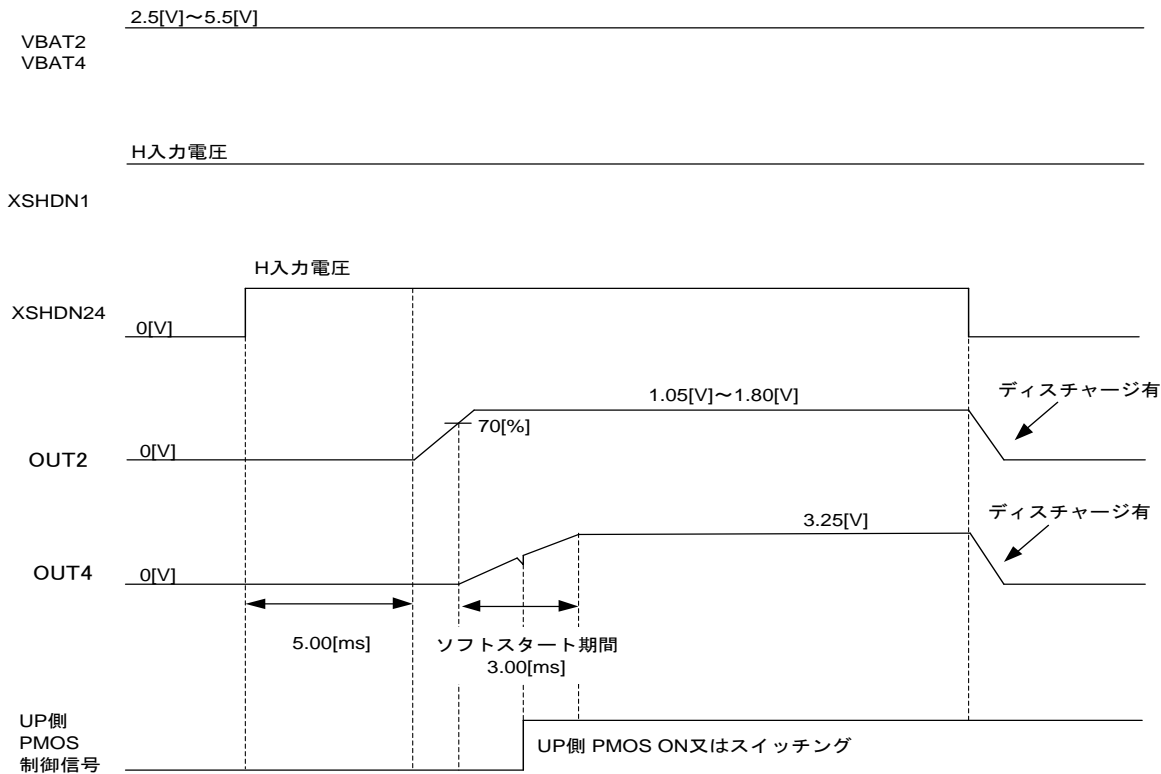 2.5[V]～5.5[V]
VBAT2
VBAT4
H入力電圧
XSHDN1
H入力電圧
XSHDN24
0[V]
ディスチャージ有
1.05[V]～1.80[V]
70[%]
OUT2
0[V]
ディスチャージ有
3.25[V]
OUT4
0[V]
5.00[ms]
ソフトスタート期間
3.00[ms]
UP側
PMOS
制御信号
UP側 PMOS ON又はスイッチング